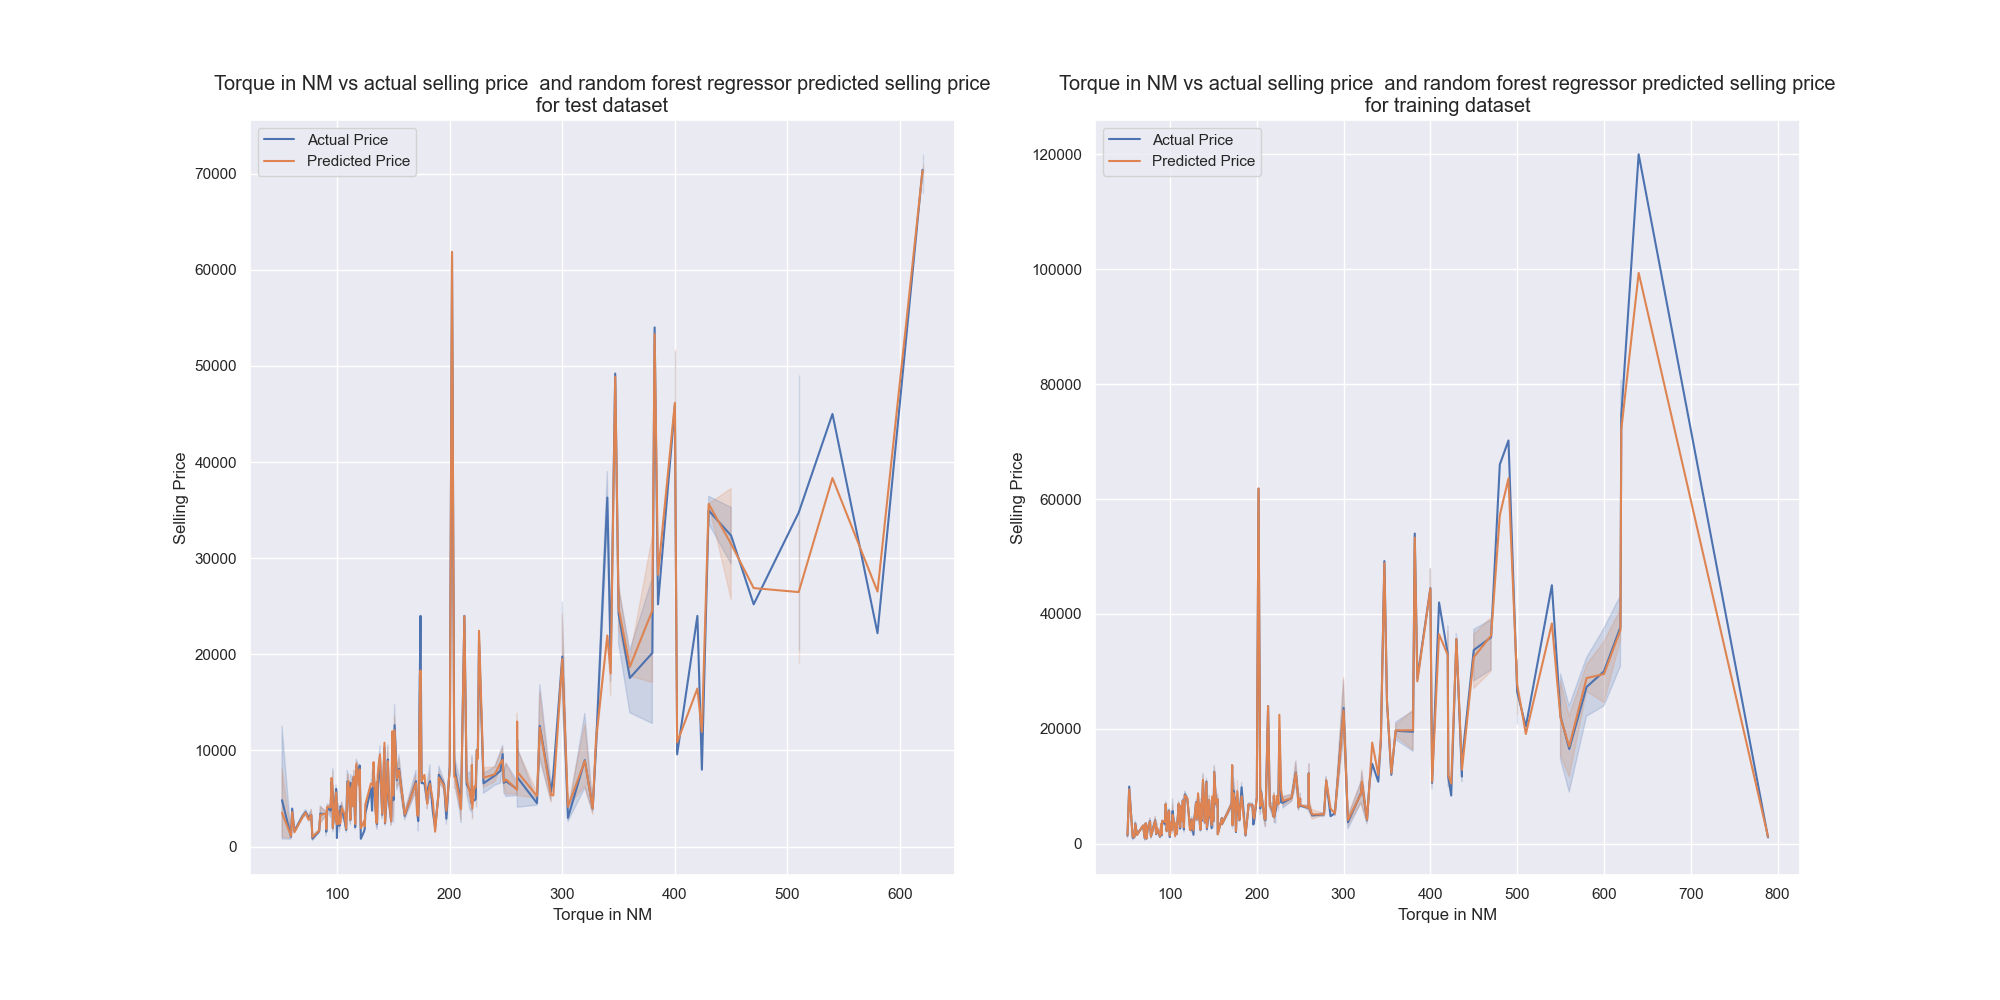 Torque in NM vs actual selling price  and random forest regressor predicted selling price
for test dataset
Actual Price
Predicted Price
70000
60000
50000
40000
30000
20000
10000
0
Selling Price
100 200 300 400 500 600
Torque in NM
Torque in NM vs actual selling price  and random forest regressor predicted selling price
for training dataset
Actual Price
Predicted Price
120000
100000
80000
60000
40000
20000
0
Selling Price
100 200 300 400 500 600 700 800
Torque in NM